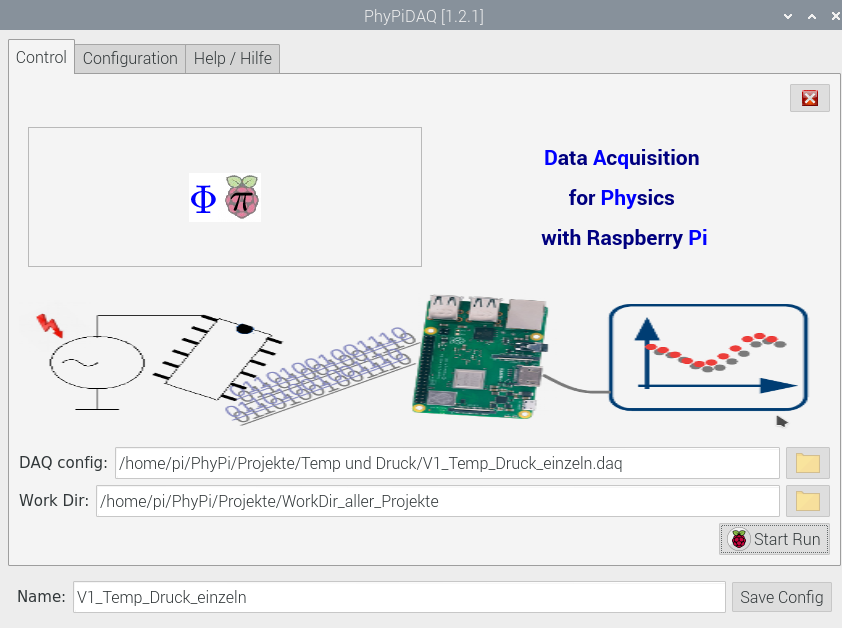 PhyPiDAQ [1.2.1]
Control Configuration Help / Hilfe
Φ π
Data Acquisition
for Physics
with Raspberry Pi
01101001001110
0110100100110
DAQ config: /home/pi/PhyPi/Projekte/Temp und Druck/V1_Temp_Druck_einzeln.daq
Work Dir: /home/pi/PhyPi/Projekte/WorkDir_aller_Projekte
Start Run
Name: V1_Temp_Druck_einzeln Save Config